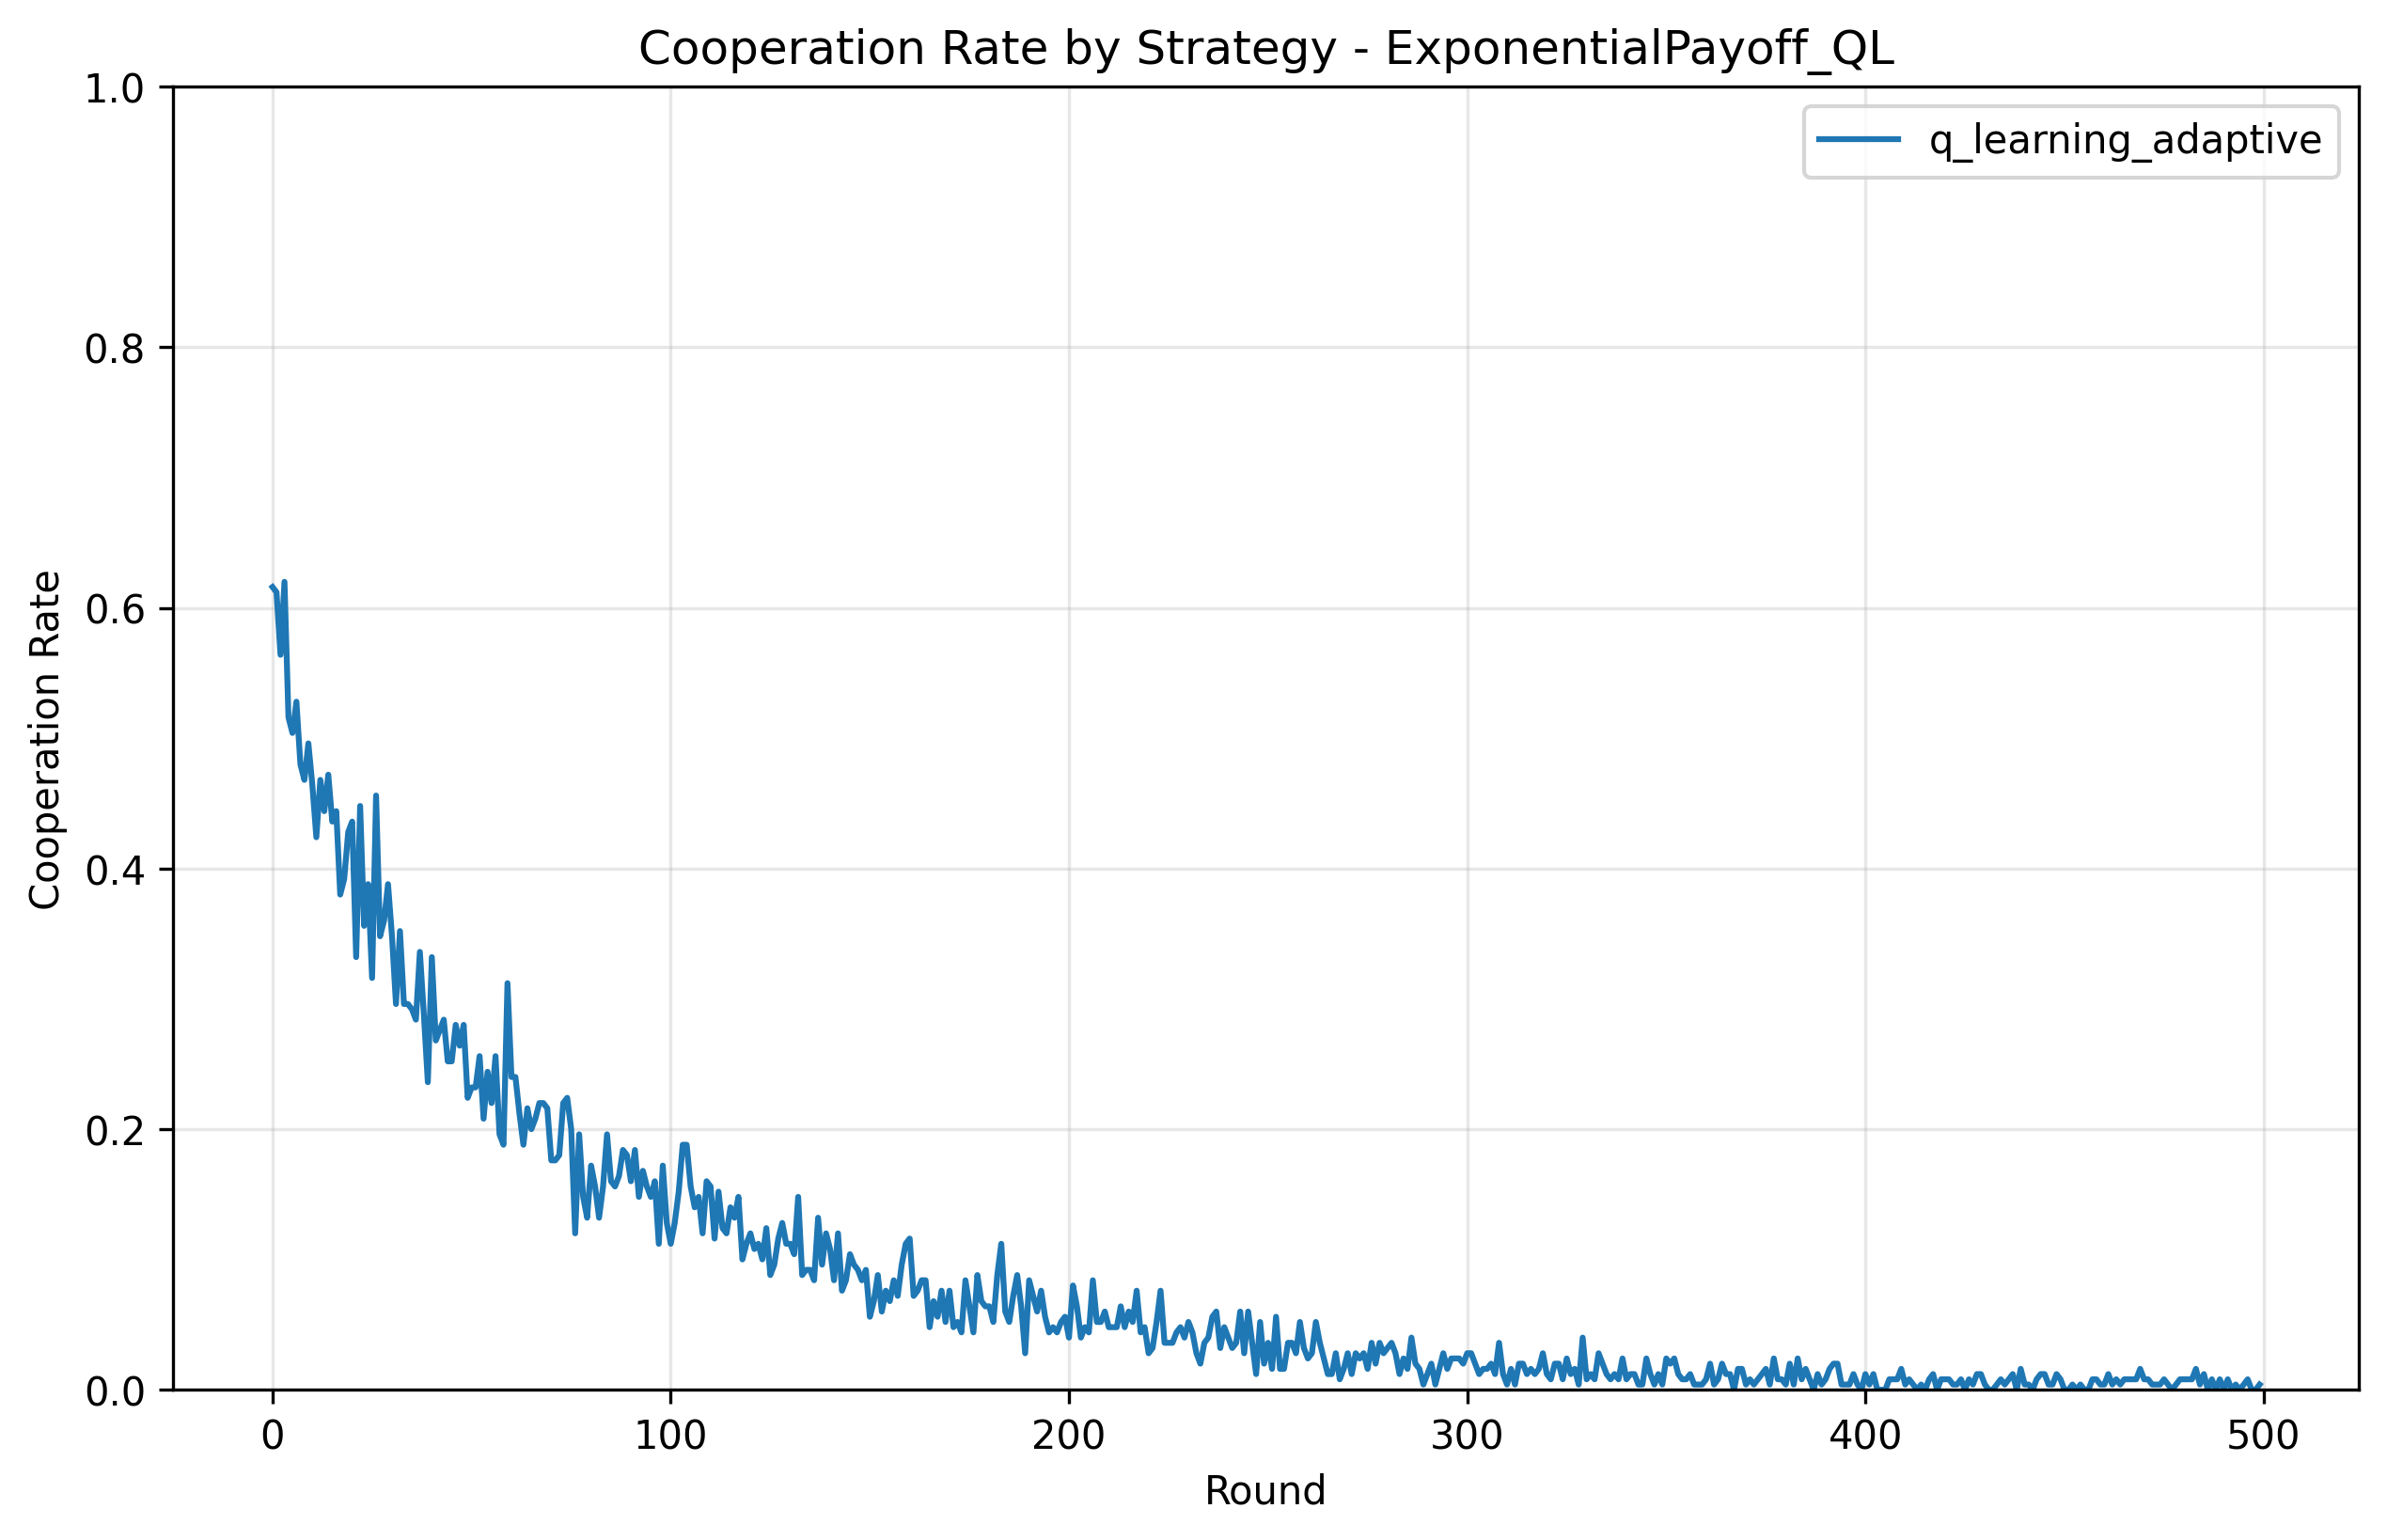 Cooperation Rate by Strategy - ExponentialPayoff_QL
q_learning_adaptive
Cooperation Rate
1.0
0.8
0.6
0.4
0.2
0.0
0 100 200 300 400 500
Round